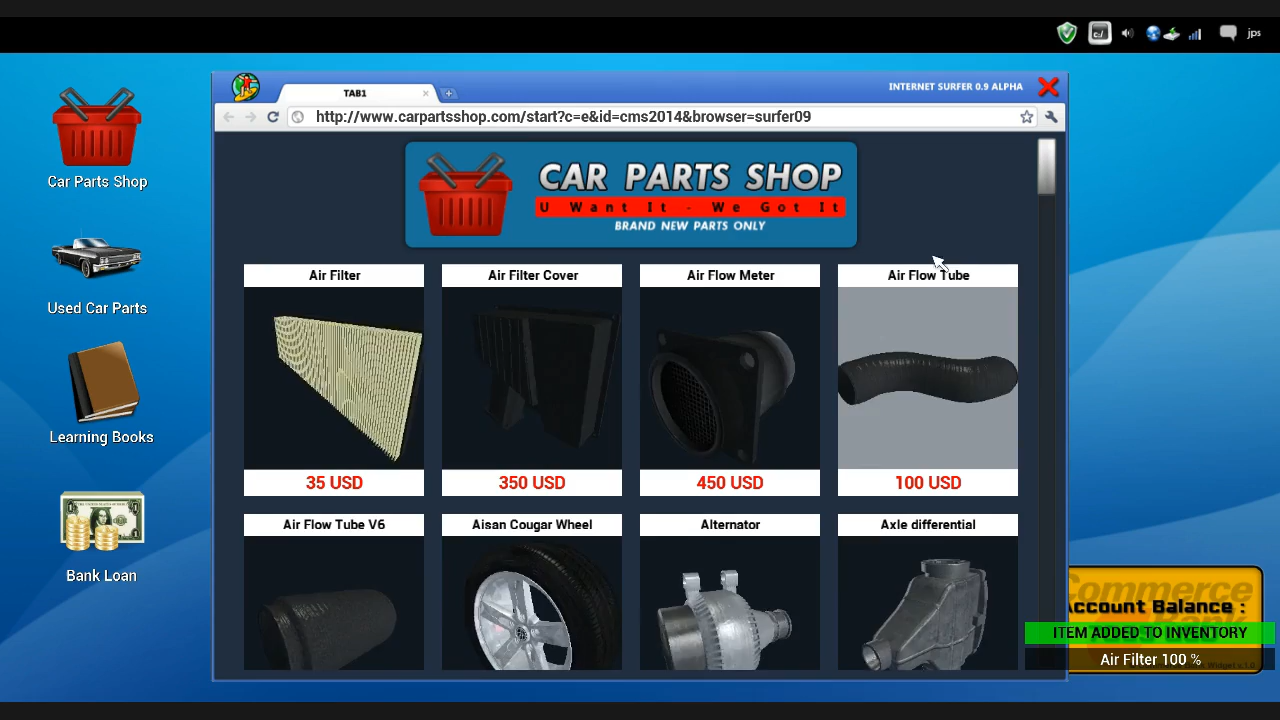 jps
TAB1
INTERNET SURFER 0.9 ALPHA
http://www.carpartsshop.com/start?c=e&id=cms2014&browser=surfer09
CAR PARTS SHOP
U Want It - We Got It
BRAND NEW PARTS ONLY
Car Parts Shop
Used Car Parts
Learning Books
Bank Loan
Air Filter
Air Filter Cover
Air Flow Meter
Air Flow Tube
35 USD
350 USD
450 USD
100 USD
Air Flow Tube V6
Aisan Cougar Wheel
Alternator
Axle differential
Commerce
Account Balance :
ITEM ADDED TO INVENTORY
Air Filter 100 %